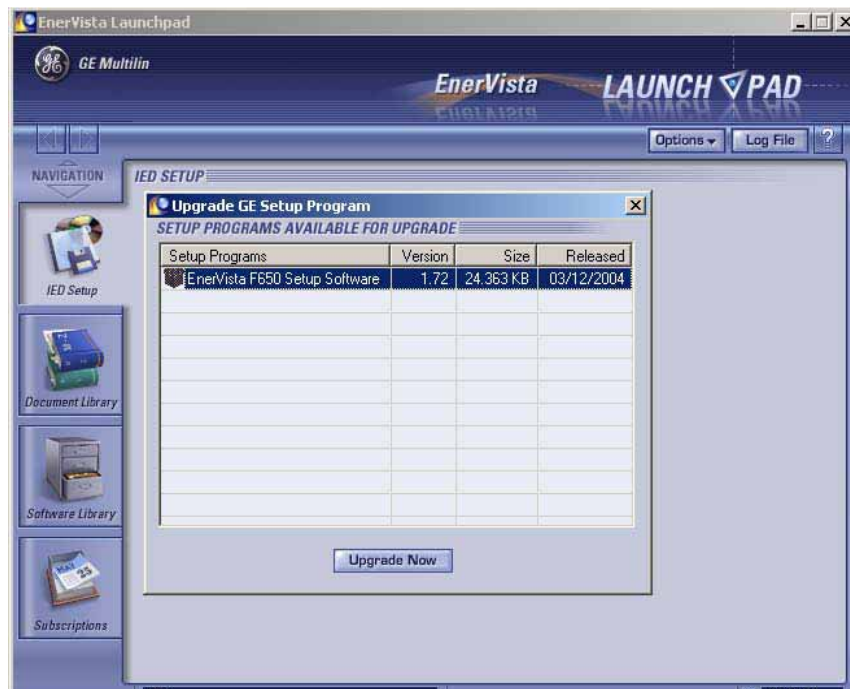 EnerVista Launchpad
GE Multilin
EnerVista LAUNCH PAD
Options
Log File
?
NAVIGATION
IED SETUP
Upgrade GE Setup Program
SETUP PROGRAMS AVAILABLE FOR UPGRADE
Setup Programs Version Size Released
EnerVista F650 Setup Software 1.72 24.363 KB 03/12/2004
IED Setup
Document Library
Software Library
Upgrade Now
MAY
25
Subscriptions